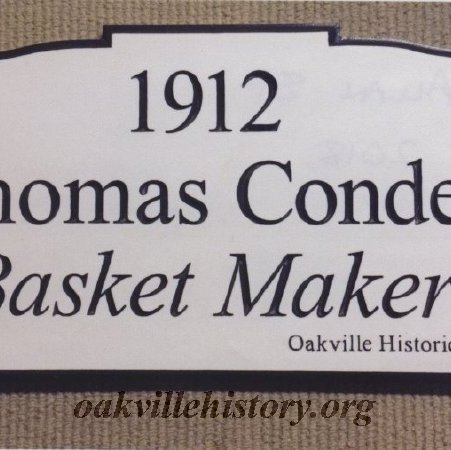 1912
homas Conde
Basket Maker
Oakville Historic
oakvillehistory.org